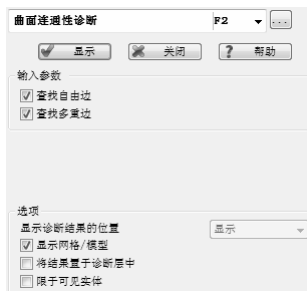 曲面连通性诊断 F2 ...
显示 关闭 ? 帮助
输入参数
查找自由边
查找多重边
选项
显示诊断结果的位置 显示
显示网格/模型
将结果置于诊断层中
限于可见实体